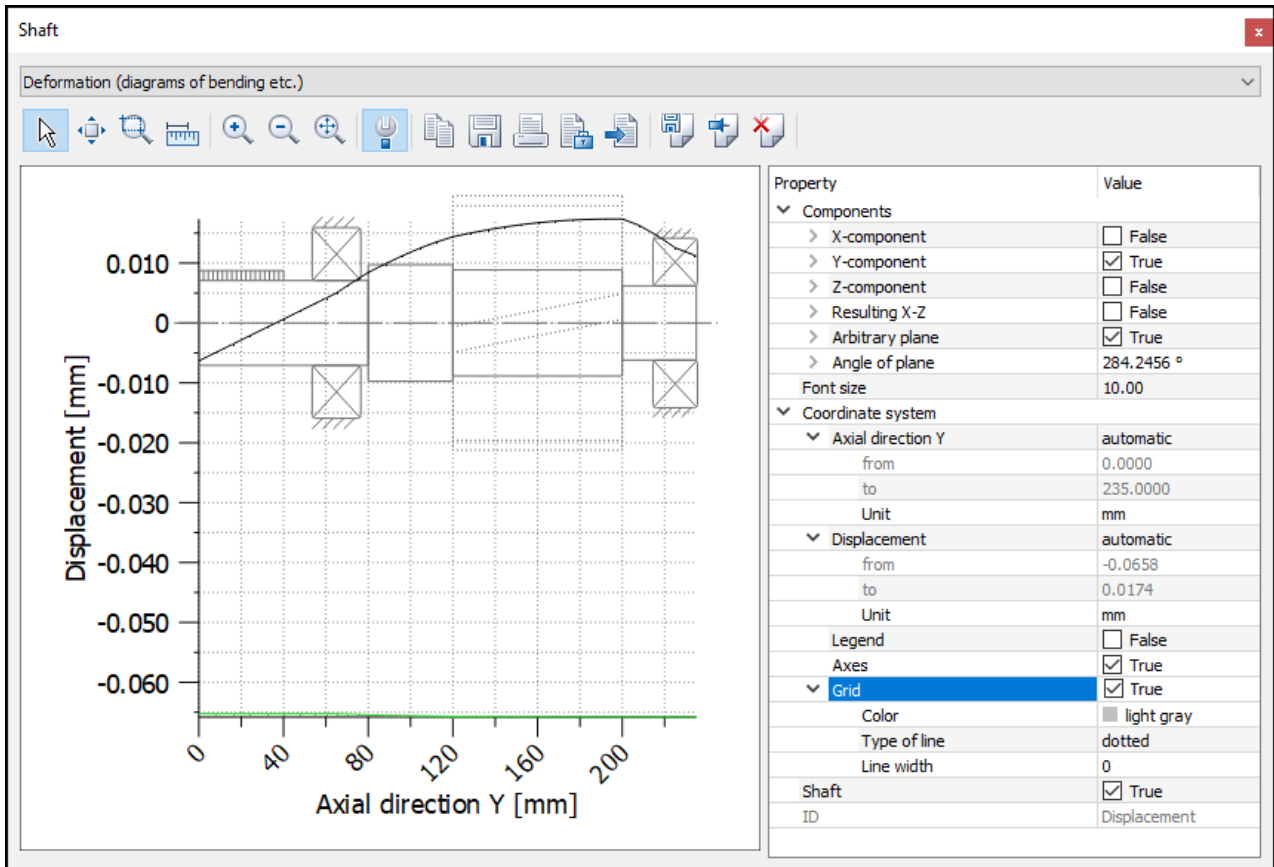 Shaft
x
Deformation (diagrams of bending etc.)
0.010
0
-0.010
-0.020
-0.030
-0.040
-0.050
-0.060
Displacement [mm]
0 40 80 120 160 200
Axial direction Y [mm]
Property Value
Components
X-component False
Y-component True
Z-component False
Resulting X-Z False
Arbitrary plane True
Angle of plane 284.2456 °
Font size 10.00
Coordinate system
Axial direction Y automatic
from 0.0000
to 235.0000
Unit mm
Displacement automatic
from -0.0658
to 0.0174
Unit mm
Legend False
Axes True
Grid True
Color light gray
Type of line dotted
Line width 0
Shaft True
ID Displacement